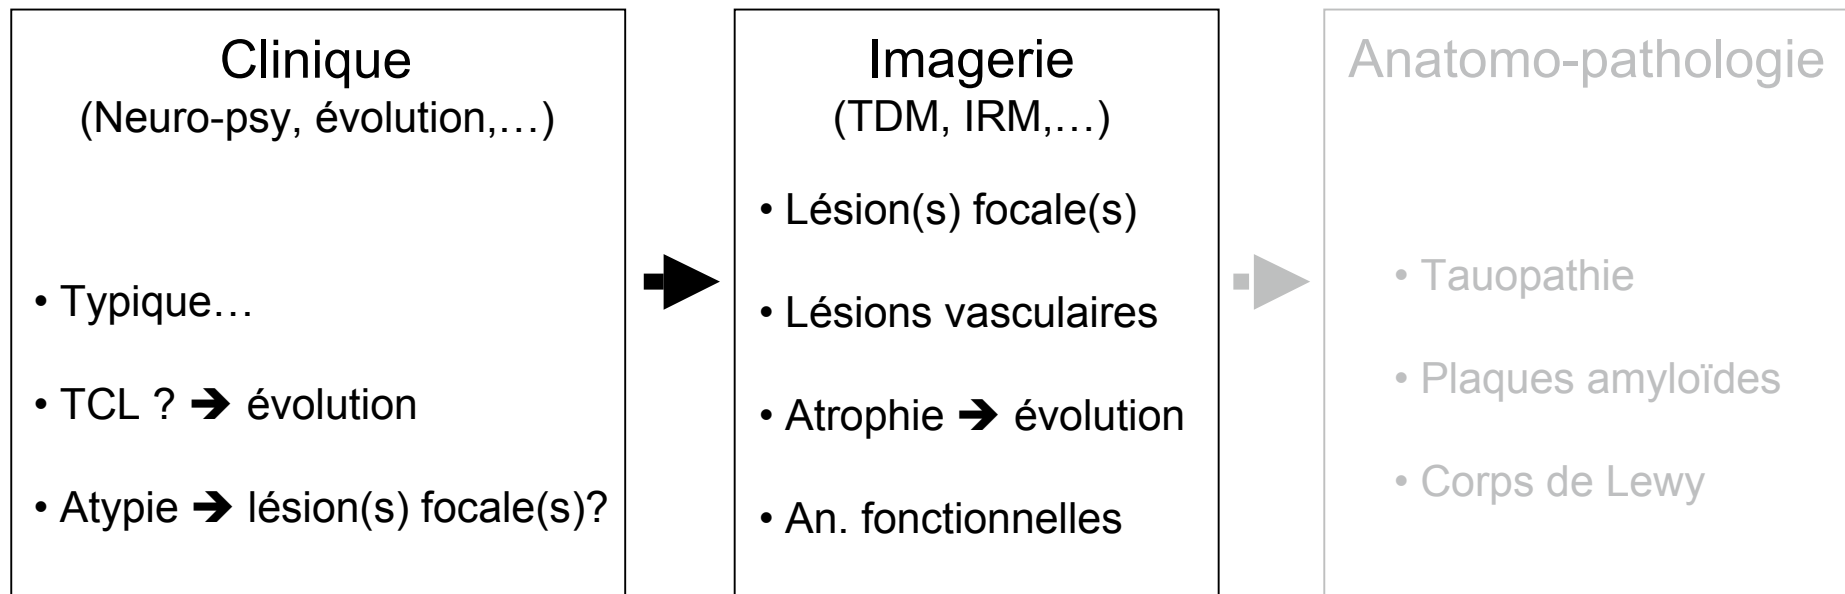 Clinique
(Neuro-psy, évolution,…)
• Typique…
• TCL ? ➔ évolution
• Atypie ➔ lésion(s) focale(s)?
Imagerie
(TDM, IRM,…)
• Lésion(s) focale(s)
• Lésions vasculaires
• Atrophie ➔ évolution
• An. fonctionnelles
Anatomo-pathologie
• Tauopathie
• Plaques amyloïdes
• Corps de Lewy